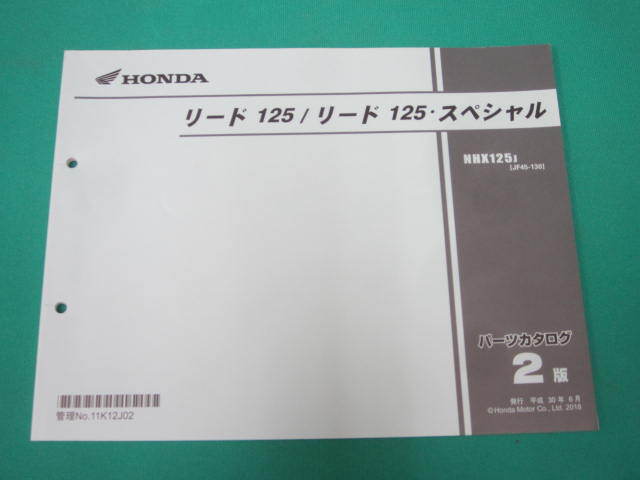 HONDA
リード 125 / リード 125・スペシャル
NHX125J
[JF45-130]
パーツカタログ
2 版
発行 平成 30 年 6 月
©Honda Motor Co., Ltd. 2018
管理No.11K12J02